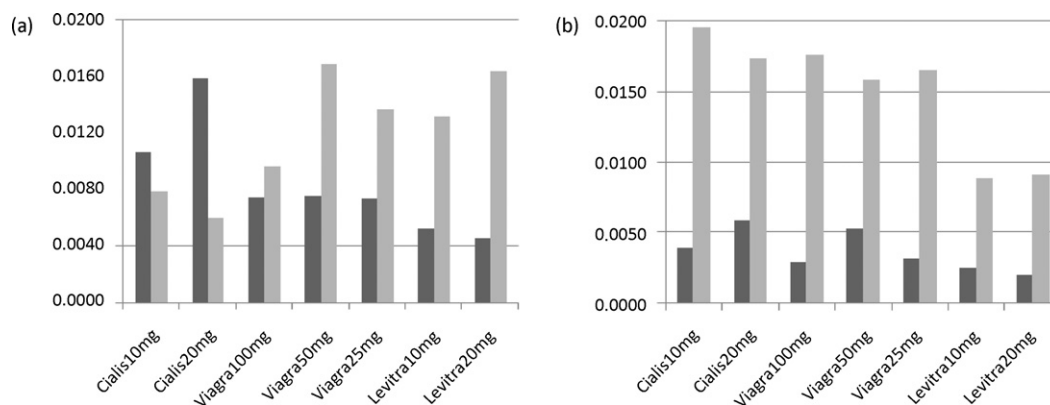 (a)
0.0200
0.0160
0.0120
0.0080
0.0040
0.0000
Cialis10mg
Cialis20mg
Viagra100mg
Viagra50mg
Viagra25mg
Levitra10mg
Levitra20mg
(b)
0.0200
0.0150
0.0100
0.0050
0.0000
Cialis10mg
Cialis20mg
Viagra100mg
Viagra50mg
Viagra25mg
Levitra10mg
Levitra20mg